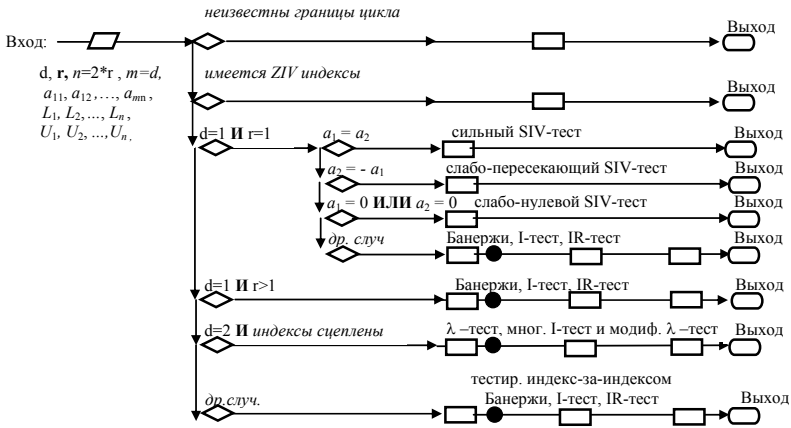 неизвестны границы цикла
Выход
Вход:
d, r, n=2*r , m=d,
a11, a12 ,…, amn ,
L1, L2, ..., Ln ,
U1, U2, ...,Un .
имеется ZIV индексы
Выход
d=1 И r=1
a1 = a2
сильный SIV-тест
Выход
a2 = - a1
слабо-пересекающий SIV-тест
Выход
a1 = 0 ИЛИ a2 = 0
слабо-нулевой SIV-тест
Выход
др. случ
Банержи, I-тест, IR-тест
Выход
d=1 И r>1
Банержи, I-тест, IR-тест
Выход
d=2 И индексы сцеплены
λ –тест, мног. I-тест и модиф. λ –тест
Выход
др.случ.
тестир. индекс-за-индексом
Банержи, I-тест, IR-тест
Выход